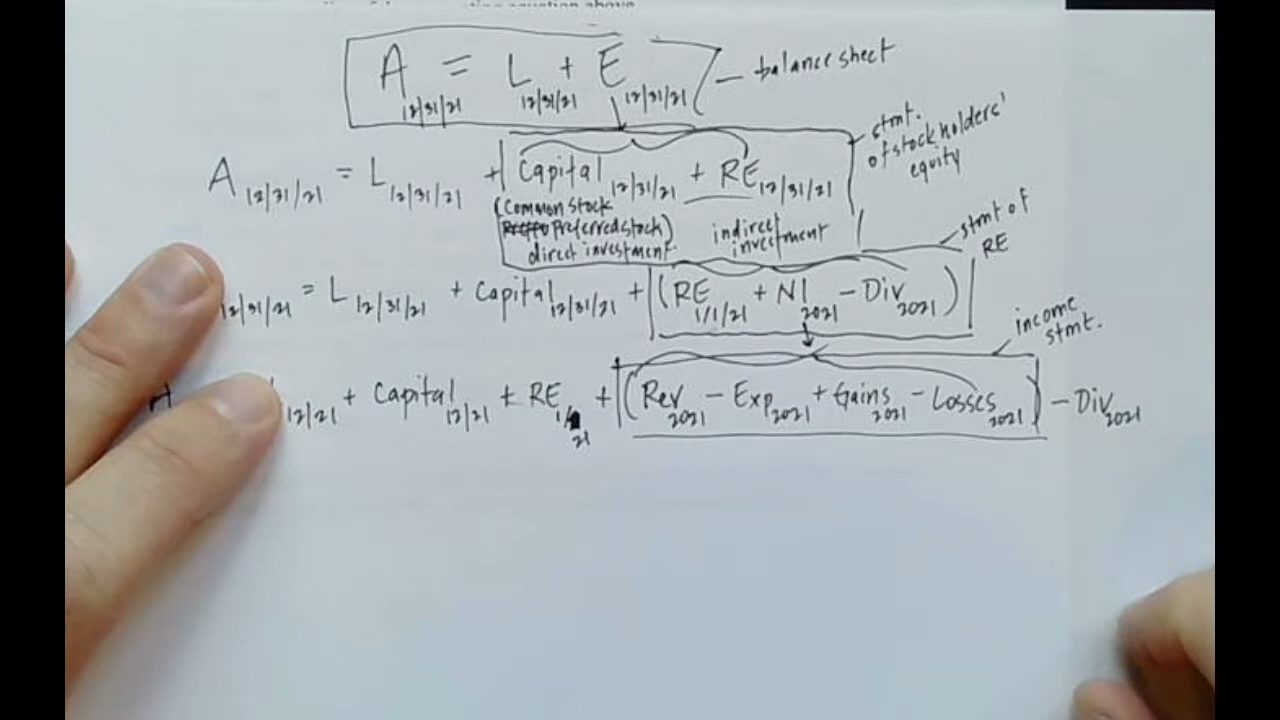 equation above
A 12/31/21 = L 12/31/21 + E 12/31/21 — balance sheet
A 12/31/21 = L 12/31/21 + Capital 12/31/21 + RE 12/31/21
stmt. of stockholders' equity
(Common Stock
Preferred stock)
direct investment. indirect investment
stmt of RE
12/31/21 = L 12/31/21 + Capital 12/31/21 + (RE 1/1/21 + NI 2021 - Div 2021)
income stmt.
A 12/21 + Capital 12/21 + RE 1/ 21 + (Rev 2021 - Exp 2021 + Gains 2021 - Losses 2021) - Div 2021